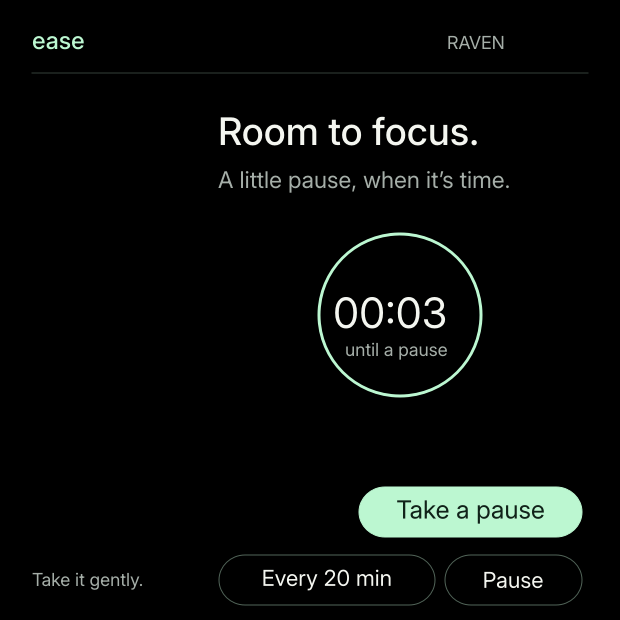 ease
RAVEN
Room to focus.
A little pause, when it’s time.
00:03
until a pause
Take a pause
Take it gently.
Every 20 min
Pause